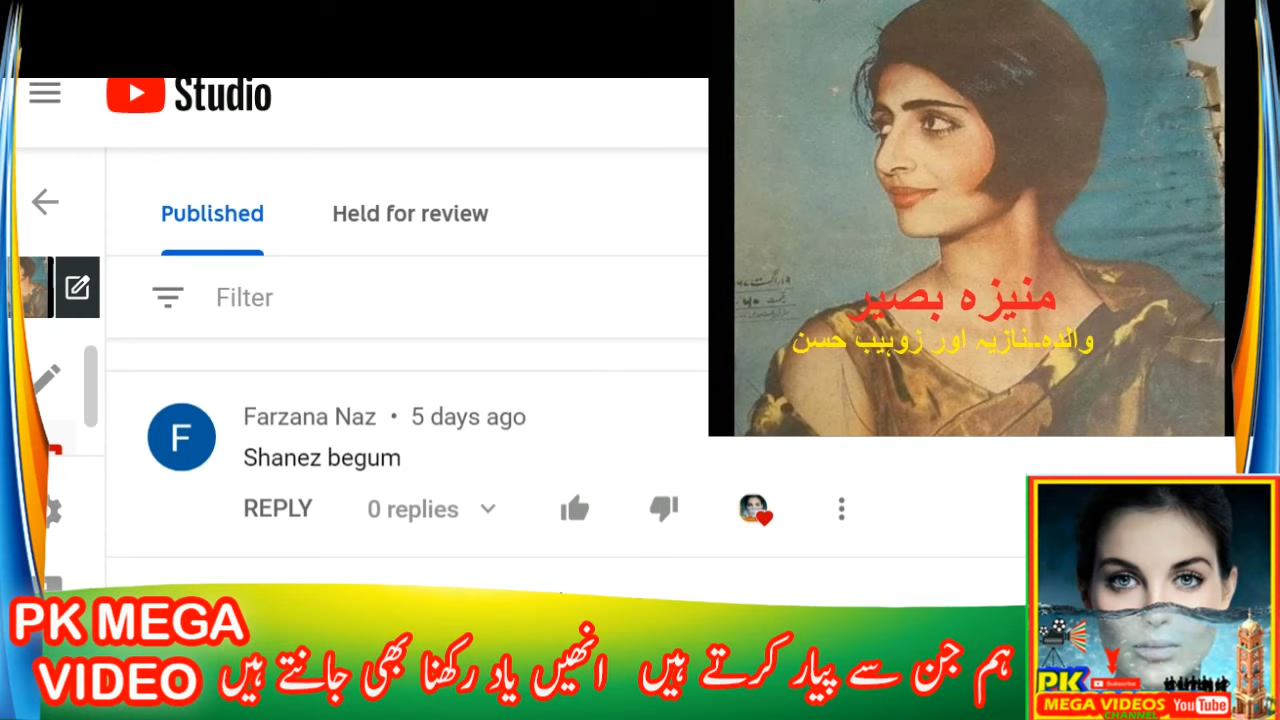 Studio
Published
Held for review
Filter
Farzana Naz • 5 days ago
Shanez begum
REPLY
0 replies
منیزہ بصیر
والدہ۔۔نازیہ اور زوہیب حسن
PK MEGA
VIDEO
ہم جن سے پیار کرتے ہیں انھیں یاد رکھنا بھی جانتے ہیں
F
PK
Subscribe
MEGA VIDEOS YouTube
CHANNEL